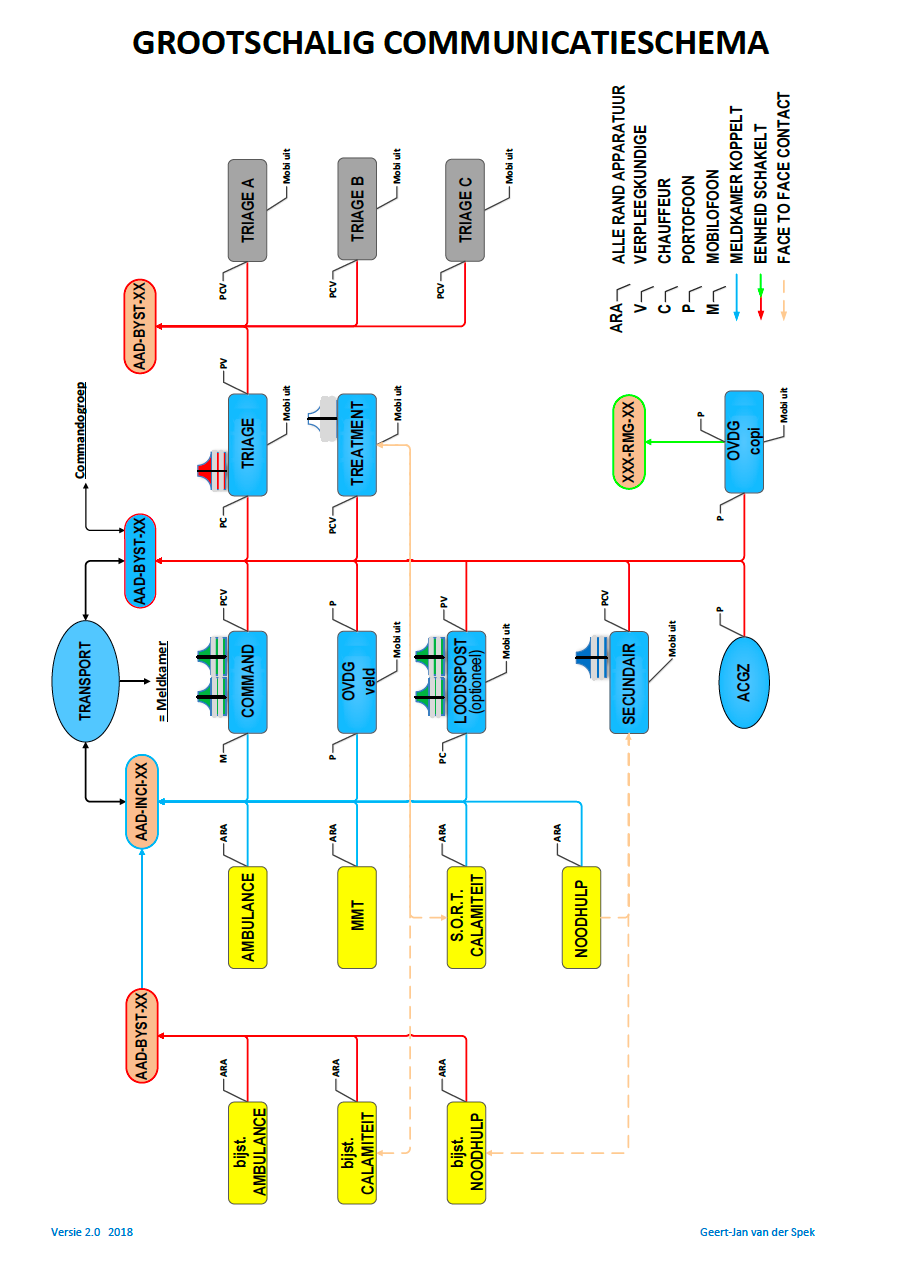 GROOTSCHALIG COMMUNICATIESCHEMA
AAD-BYST-XX
TRIAGE A
PCV
Mobi uit
TRIAGE B
PCV
Mobi uit
TRIAGE C
PCV
Mobi uit
ARA ALLE RAND APPARATUUR
V VERPLEEGKUNDIGE
C CHAUFFEUR
P PORTOFOON
M MOBILOFOON
MELDKAMER KOPPELT
EENHEID SCHAKELT
FACE TO FACE CONTACT
Commandogroep
AAD-BYST-XX
PV
TRIAGE
PC
Mobi uit
TREATMENT
PCV
Mobi uit
XXX-RMG-XX
P
OVDG
copi
P
Mobi uit
TRANSPORT
= Meldkamer
PCV
COMMAND
M
P
OVDG
veld
P
Mobi uit
PV
LOODSPOST
(optioneel)
PC
Mobi uit
PCV
SECUNDAIR
Mobi uit
P
ACGZ
AAD-INCI-XX
ARA
AMBULANCE
ARA
MMT
ARA
S.O.R.T.
CALAMITEIT
ARA
NOODHULP
AAD-BYST-XX
ARA
bijst.
AMBULANCE
ARA
bijst.
CALAMITEIT
ARA
bijst.
NOODHULP
Versie 2.0 2018
Geert-Jan van der Spek